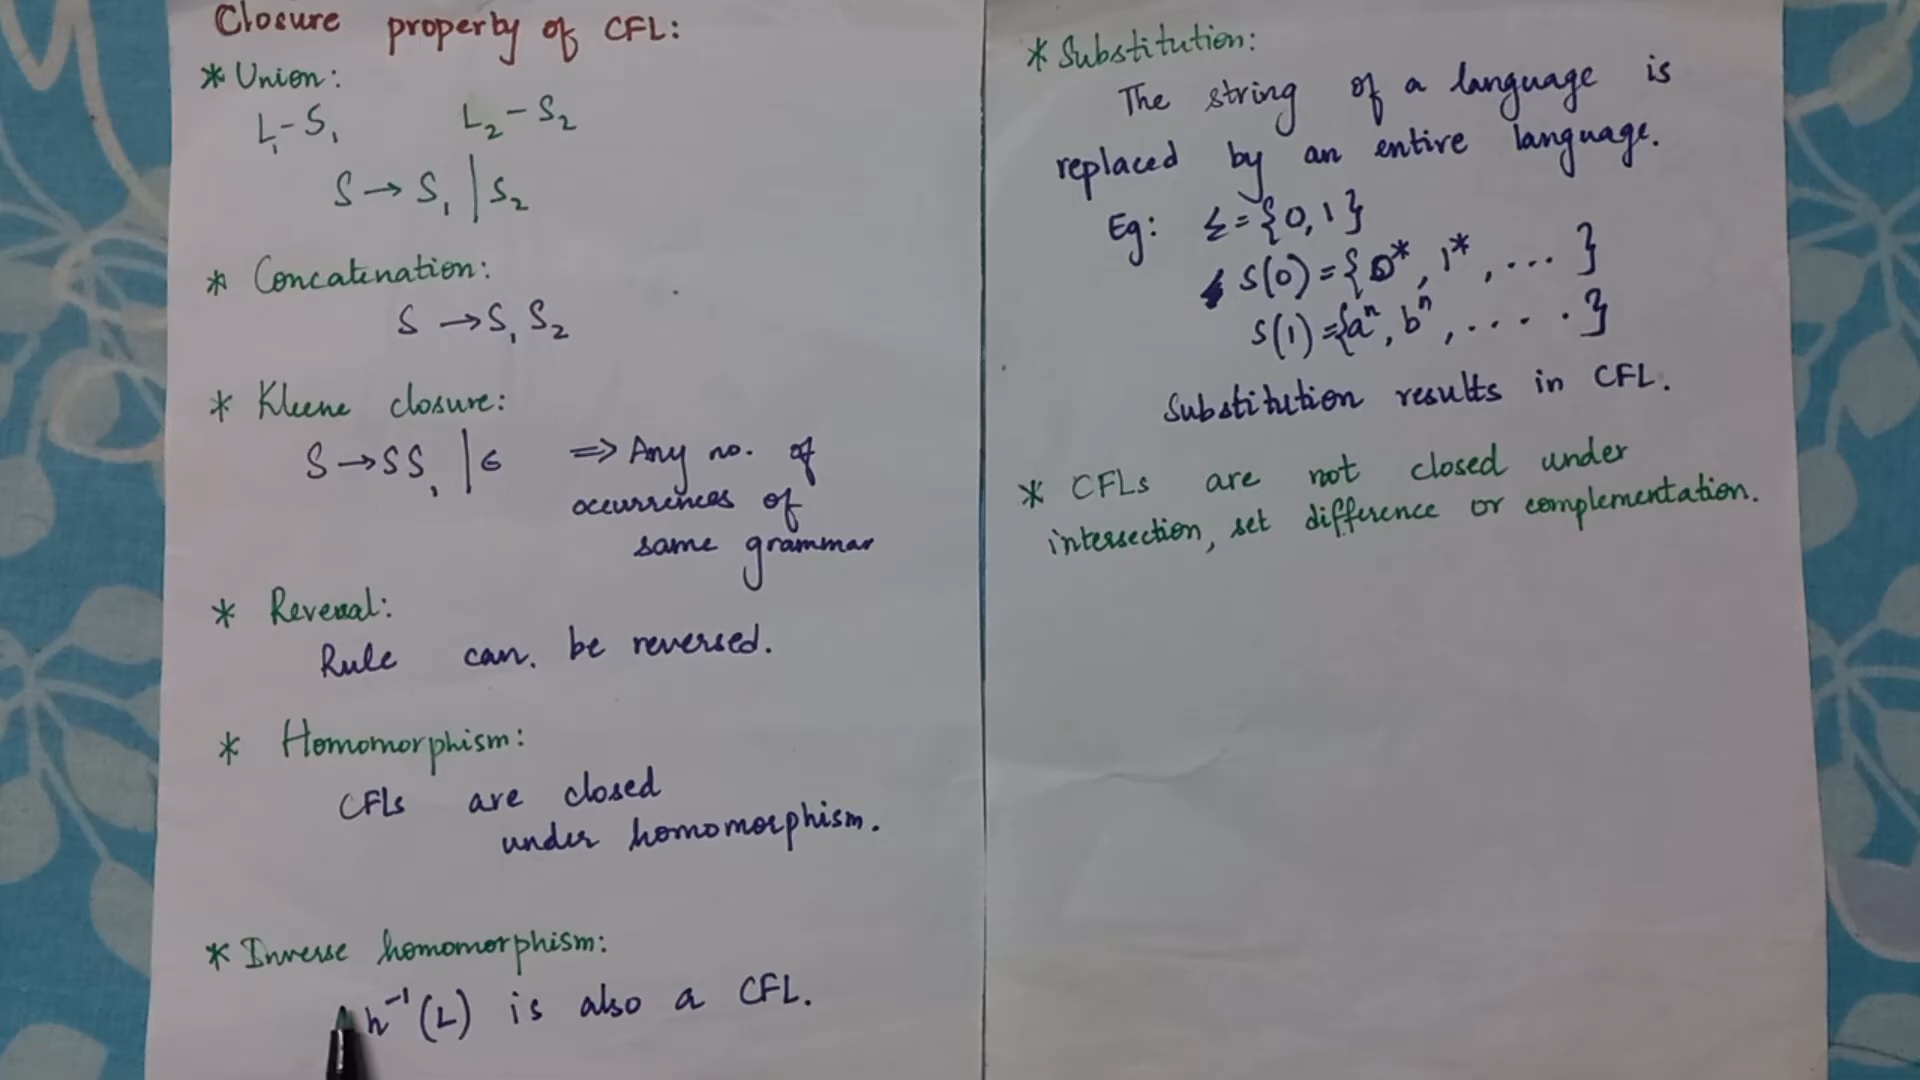 Closure property of CFL:
* Union:
L₁-S₁ L₂-S₂
S → S₁ | S₂
* Concatenation:
S → S₁ S₂
* Kleene closure:
S → SS₁ | ϵ ⇒ Any no. of
occurrences of
same grammar
* Reversal:
Rule can. be reversed.
* Homomorphism:
CFLs are closed
under homomorphism.
* Inverse homomorphism:
h⁻¹(L) is also a CFL.
* Substitution:
The string of a language is
replaced by an entire language.
Eg: Σ={0,1}
S(0)={0*, 1*, ... }
S(1)={aⁿ, bⁿ, .... .}
Substitution results in CFL.
* CFLs are not closed under
intersection, set difference or complementation.